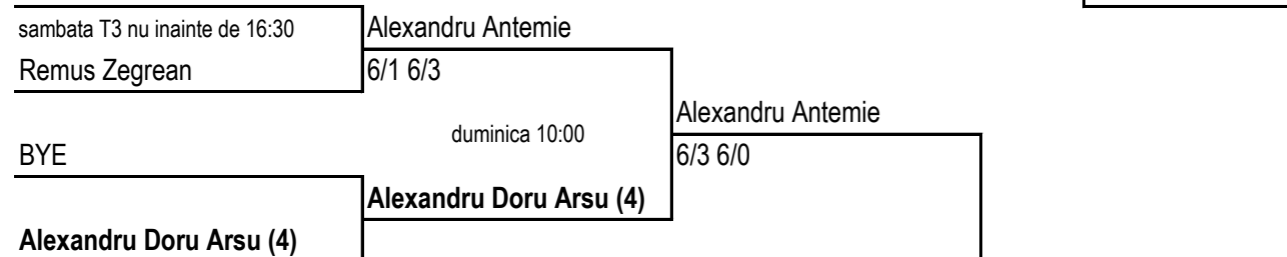 sambata T3 nu inainte de 16:30
Alexandru Antemie
Remus Zegrean
6/1 6/3
Alexandru Antemie
duminica 10:00
BYE
6/3 6/0
Alexandru Doru Arsu (4)
Alexandru Doru Arsu (4)